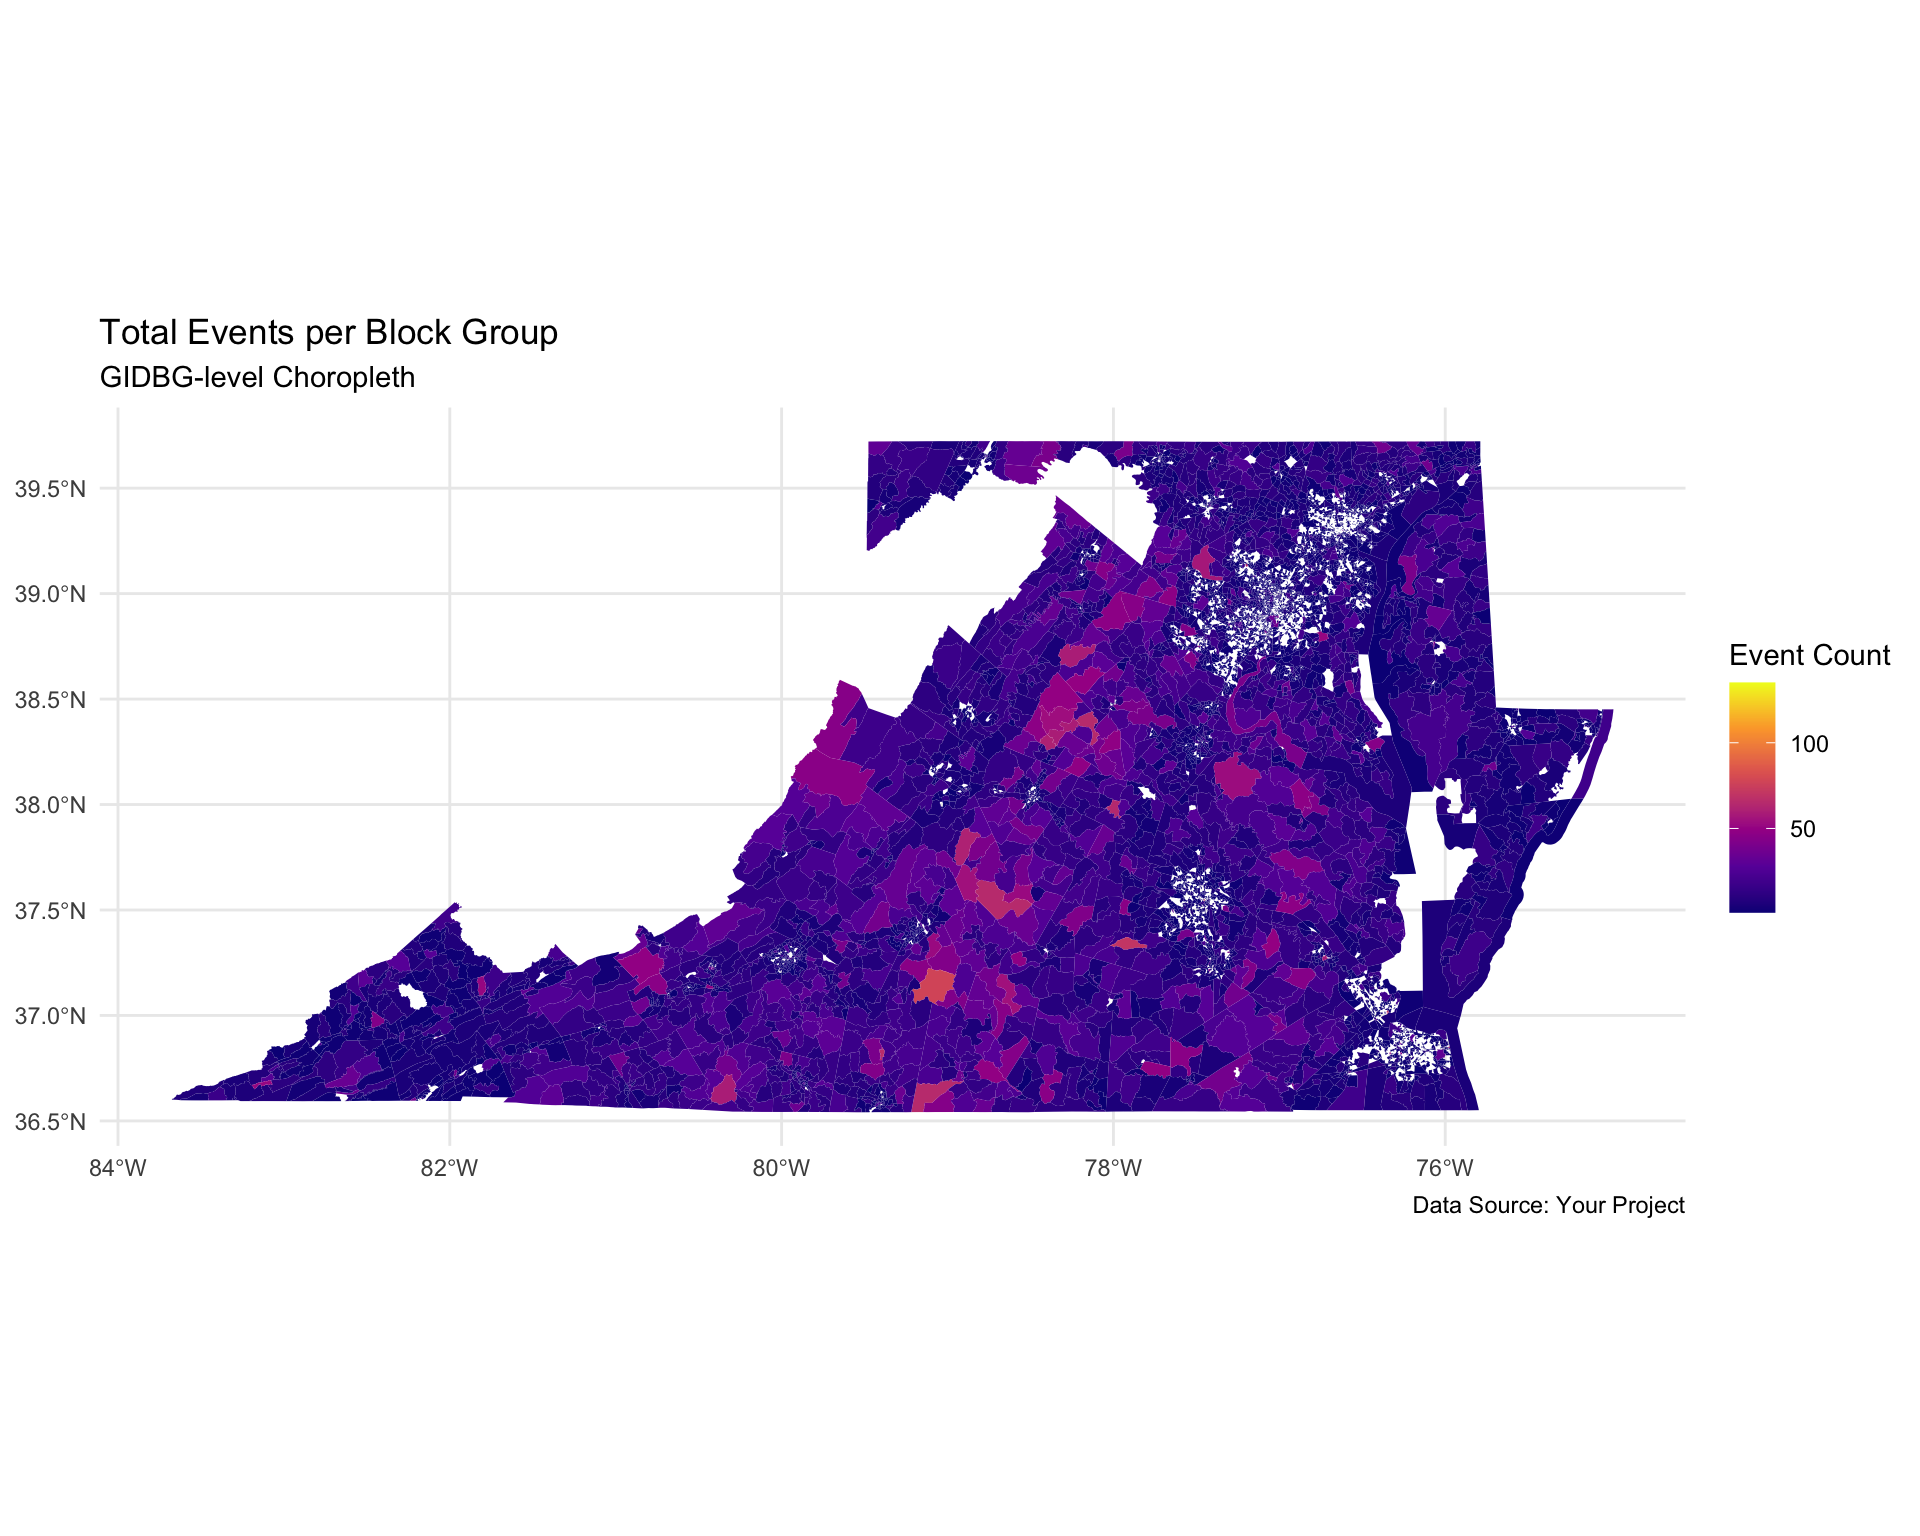 Total Events per Block Group
GIDBG-level Choropleth
39.5°N
39.0°N
38.5°N
38.0°N
37.5°N
37.0°N
36.5°N
84°W
82°W
80°W
78°W
76°W
Event Count
100
50
Data Source: Your Project